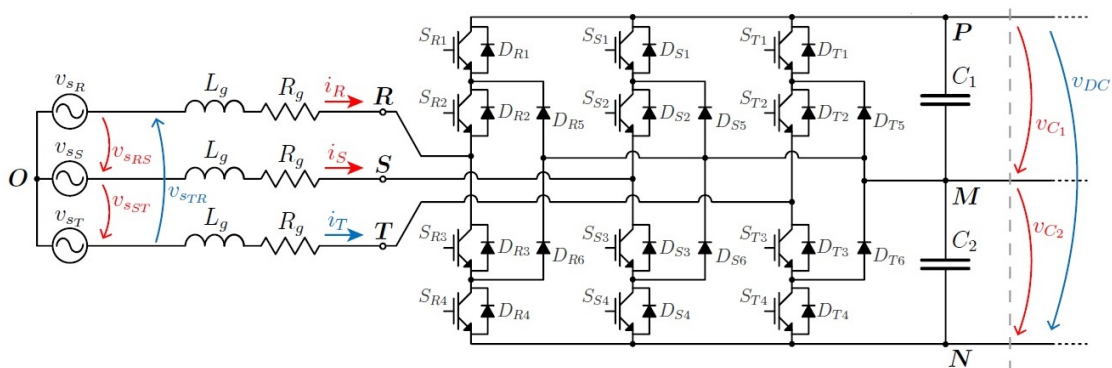 S_{R1} D_{R1} S_{S1} D_{S1} S_{T1} D_{T1} P
v_{s_R} L_g R_g i_R R S_{R2} D_{R2} D_{R5} S_{S2} D_{S2} D_{S5} S_{T2} D_{T2} D_{T5} C_1 v_{DC}
v_{s_{RS}} v_{C_1}
O v_{s_S} L_g R_g i_S S M
v_{s_{ST}} v_{s_{TR}}
v_{s_T} L_g R_g i_T T S_{R3} D_{R3} D_{R6} S_{S3} D_{S3} D_{S6} S_{T3} D_{T3} D_{T6} C_2 v_{C_2}
S_{R4} D_{R4} S_{S4} D_{S4} S_{T4} D_{T4}
N